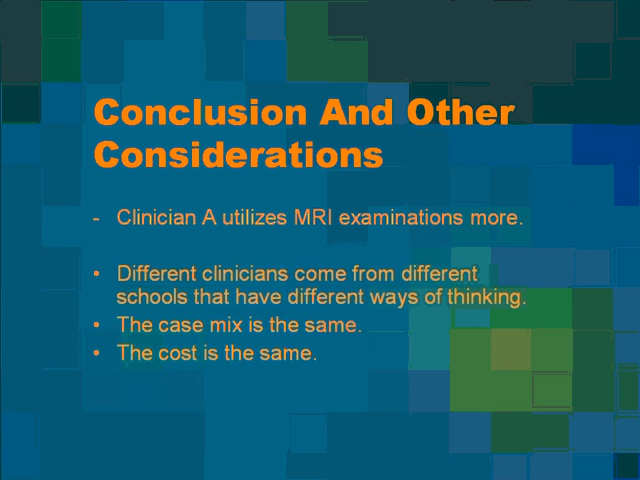 Conclusion And Other
Considerations
- Clinician A utilizes MRI examinations more.
• Different clinicians come from different
schools that have different ways of thinking.
• The case mix is the same.
• The cost is the same.